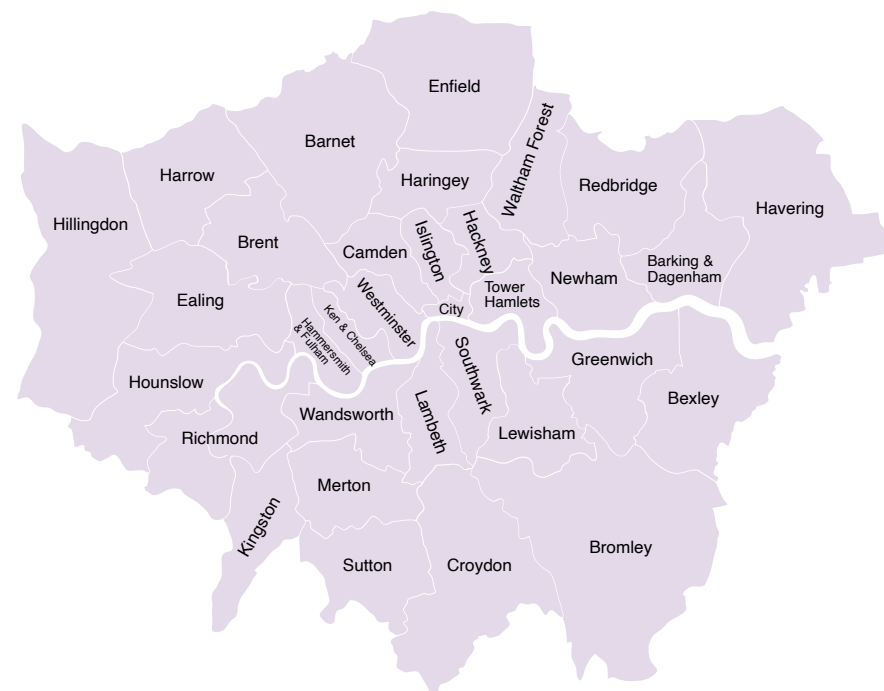 Enfield
Barnet
Harrow
Haringey
Waltham Forest
Redbridge
Havering
Hillingdon
Brent
Camden
Islington
Hackney
Barking &
Dagenham
Newham
Tower
Hamlets
Ealing
Westminster
City
Ken & Chelsea
Hammersmith
& Fulham
Southwark
Greenwich
Hounslow
Bexley
Wandsworth
Lambeth
Lewisham
Richmond
Merton
Kingston
Bromley
Sutton
Croydon